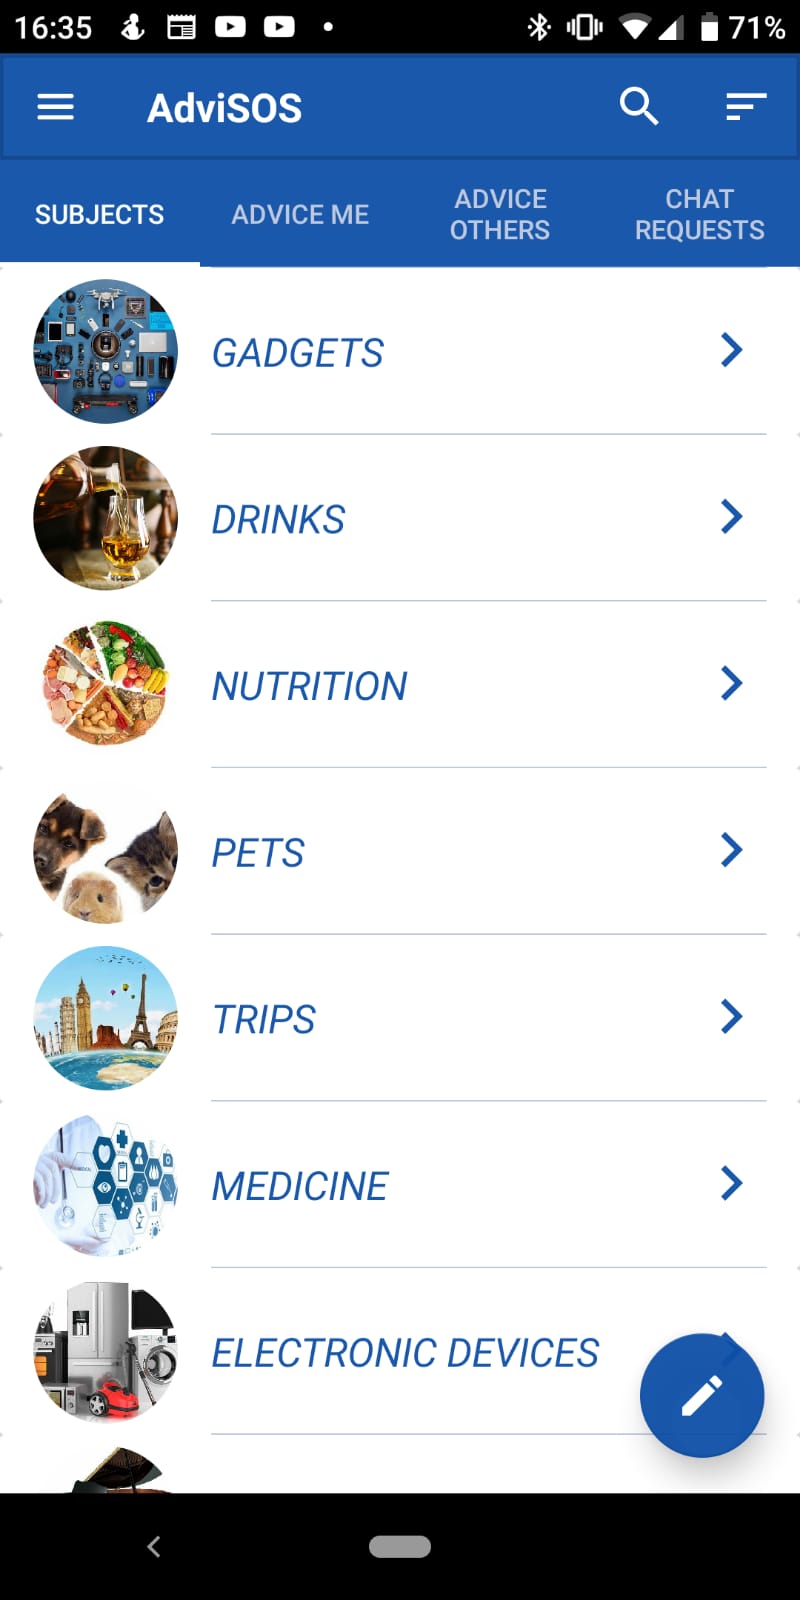 16:35
71%
AdviSOS
SUBJECTS
ADVICE ME
ADVICE
OTHERS
CHAT
REQUESTS
GADGETS
DRINKS
NUTRITION
PETS
TRIPS
MEDICINE
ELECTRONIC DEVICES